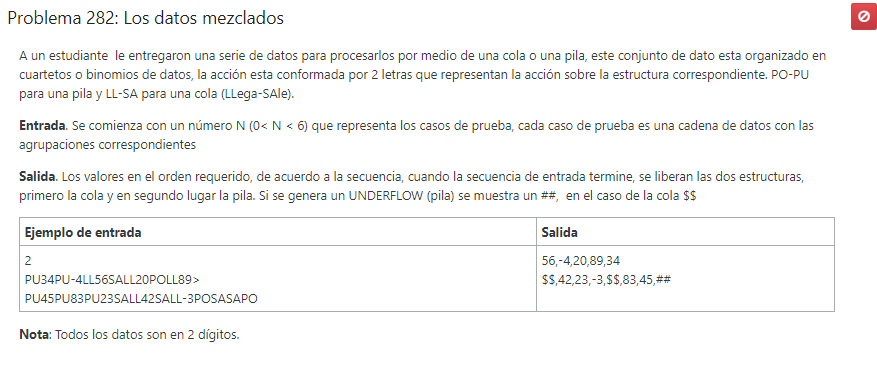 Problema 282: Los datos mezclados
A un estudiante le entregaron una serie de datos para procesarlos por medio de una cola o una pila, este conjunto de dato esta organizado en
cuartetos o binomios de datos, la acción esta conformada por 2 letras que representan la acción sobre la estructura correspondiente. PO-PU
para una pila y LL-SA para una cola (LLega-SAle).
Entrada. Se comienza con un número N (0< N < 6) que representa los casos de prueba, cada caso de prueba es una cadena de datos con las
agrupaciones correspondientes
Salida. Los valores en el orden requerido, de acuerdo a la secuencia, cuando la secuencia de entrada termine, se liberan las dos estructuras,
primero la cola y en segundo lugar la pila. Si se genera un UNDERFLOW (pila) se muestra un ##, en el caso de la cola $$
Ejemplo de entrada
Salida
2
PU34PU-4LL56SALL20POLL89>
PU45PU83PU23SALL42SALL-3POSASAPO
56,-4,20,89,34
$$,42,23,-3,$$,83,45,##
Nota: Todos los datos son en 2 dígitos.